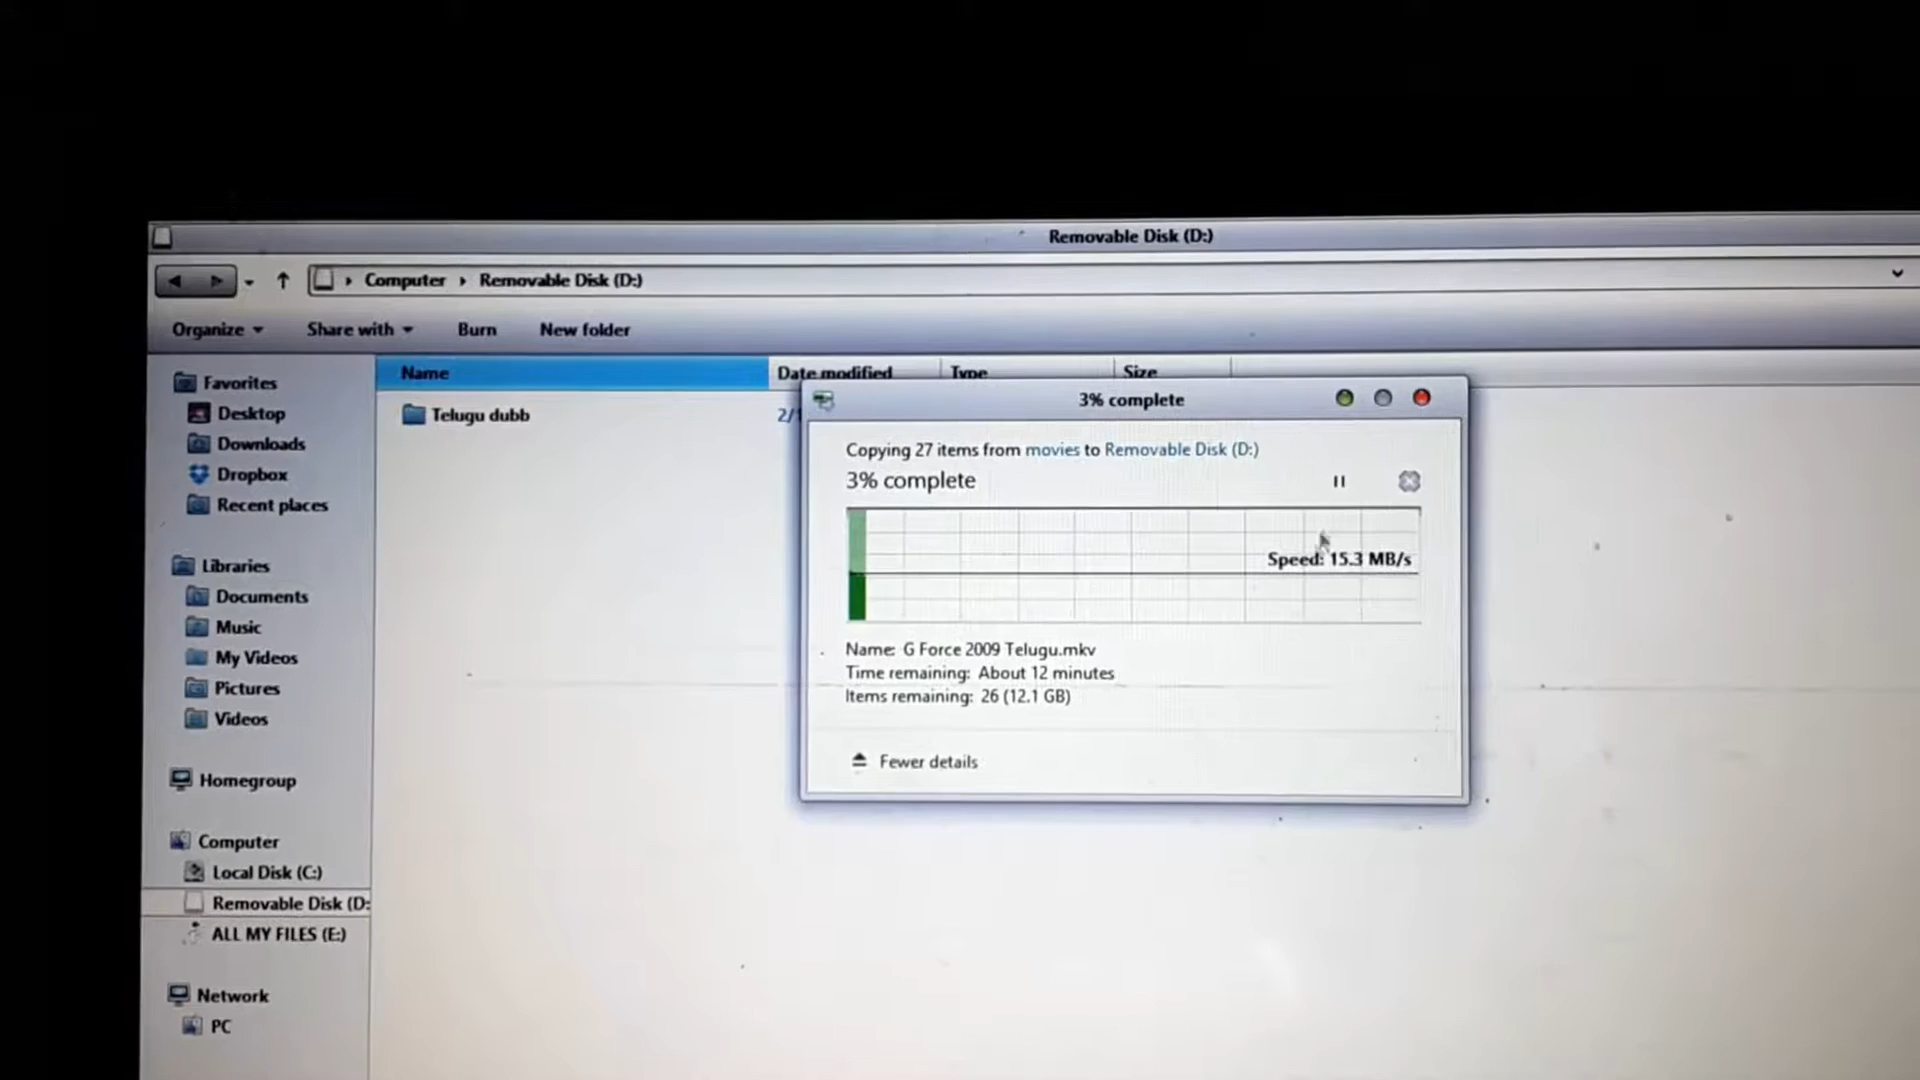 Removable Disk (D:)
Computer Removable Disk (D:)
Organize Share with Burn New folder
Name Date modified Type Size
Favorites
Desktop
Downloads
Dropbox
Recent places
Libraries
Documents
Music
My Videos
Pictures
Videos
Homegroup
Computer
Local Disk (C:)
Removable Disk (D:
ALL MY FILES (E:)
Network
PC
Telugu dubb 2/
3% complete
Copying 27 items from movies to Removable Disk (D:)
3% complete
Speed: 15.3 MB/s
Name: G Force 2009 Telugu.mkv
Time remaining: About 12 minutes
Items remaining: 26 (12.1 GB)
Fewer details